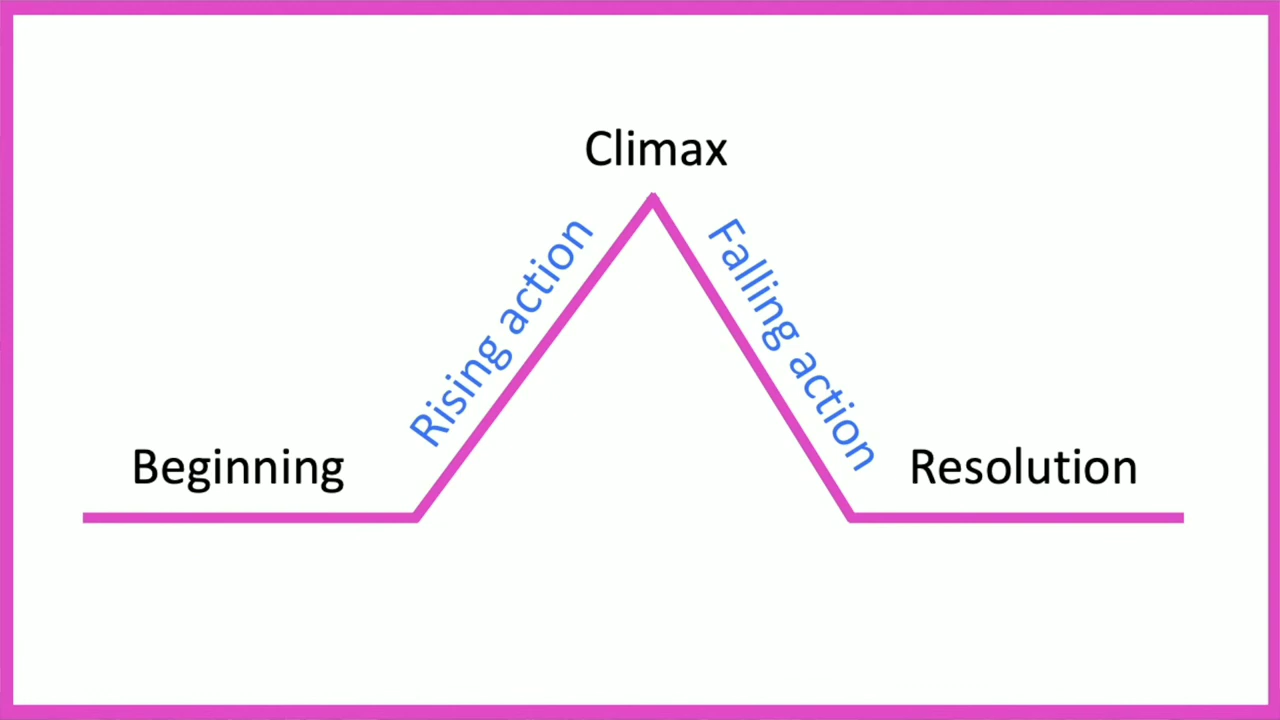 Climax
Rising action
Falling action
Beginning
Resolution